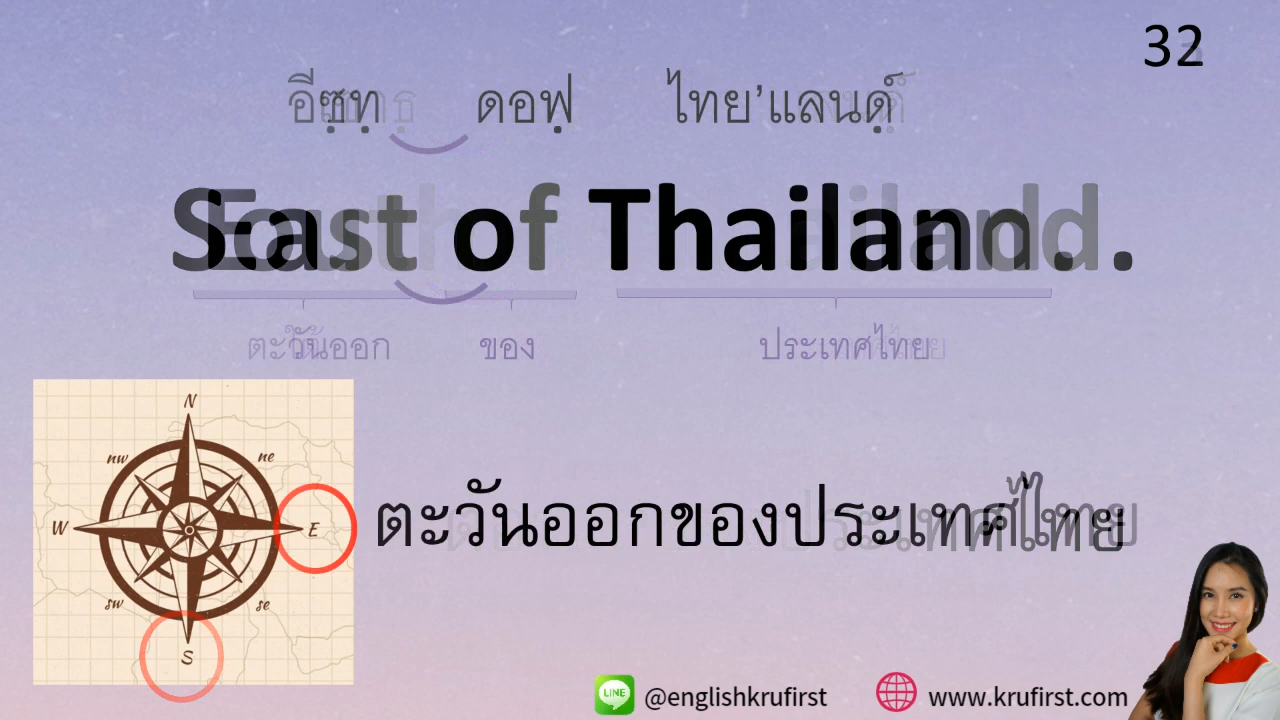 32
อีซฺทฺ ดอฟฺ ไทย’แลนดฺ์
East of Thailand.
ตะวันออก ของ ประเทศไทย
N
nw ne
W E
ตะวันออกของประเทศไทย
sw se
S
LINE @englishkrufirst www.krufirst.com